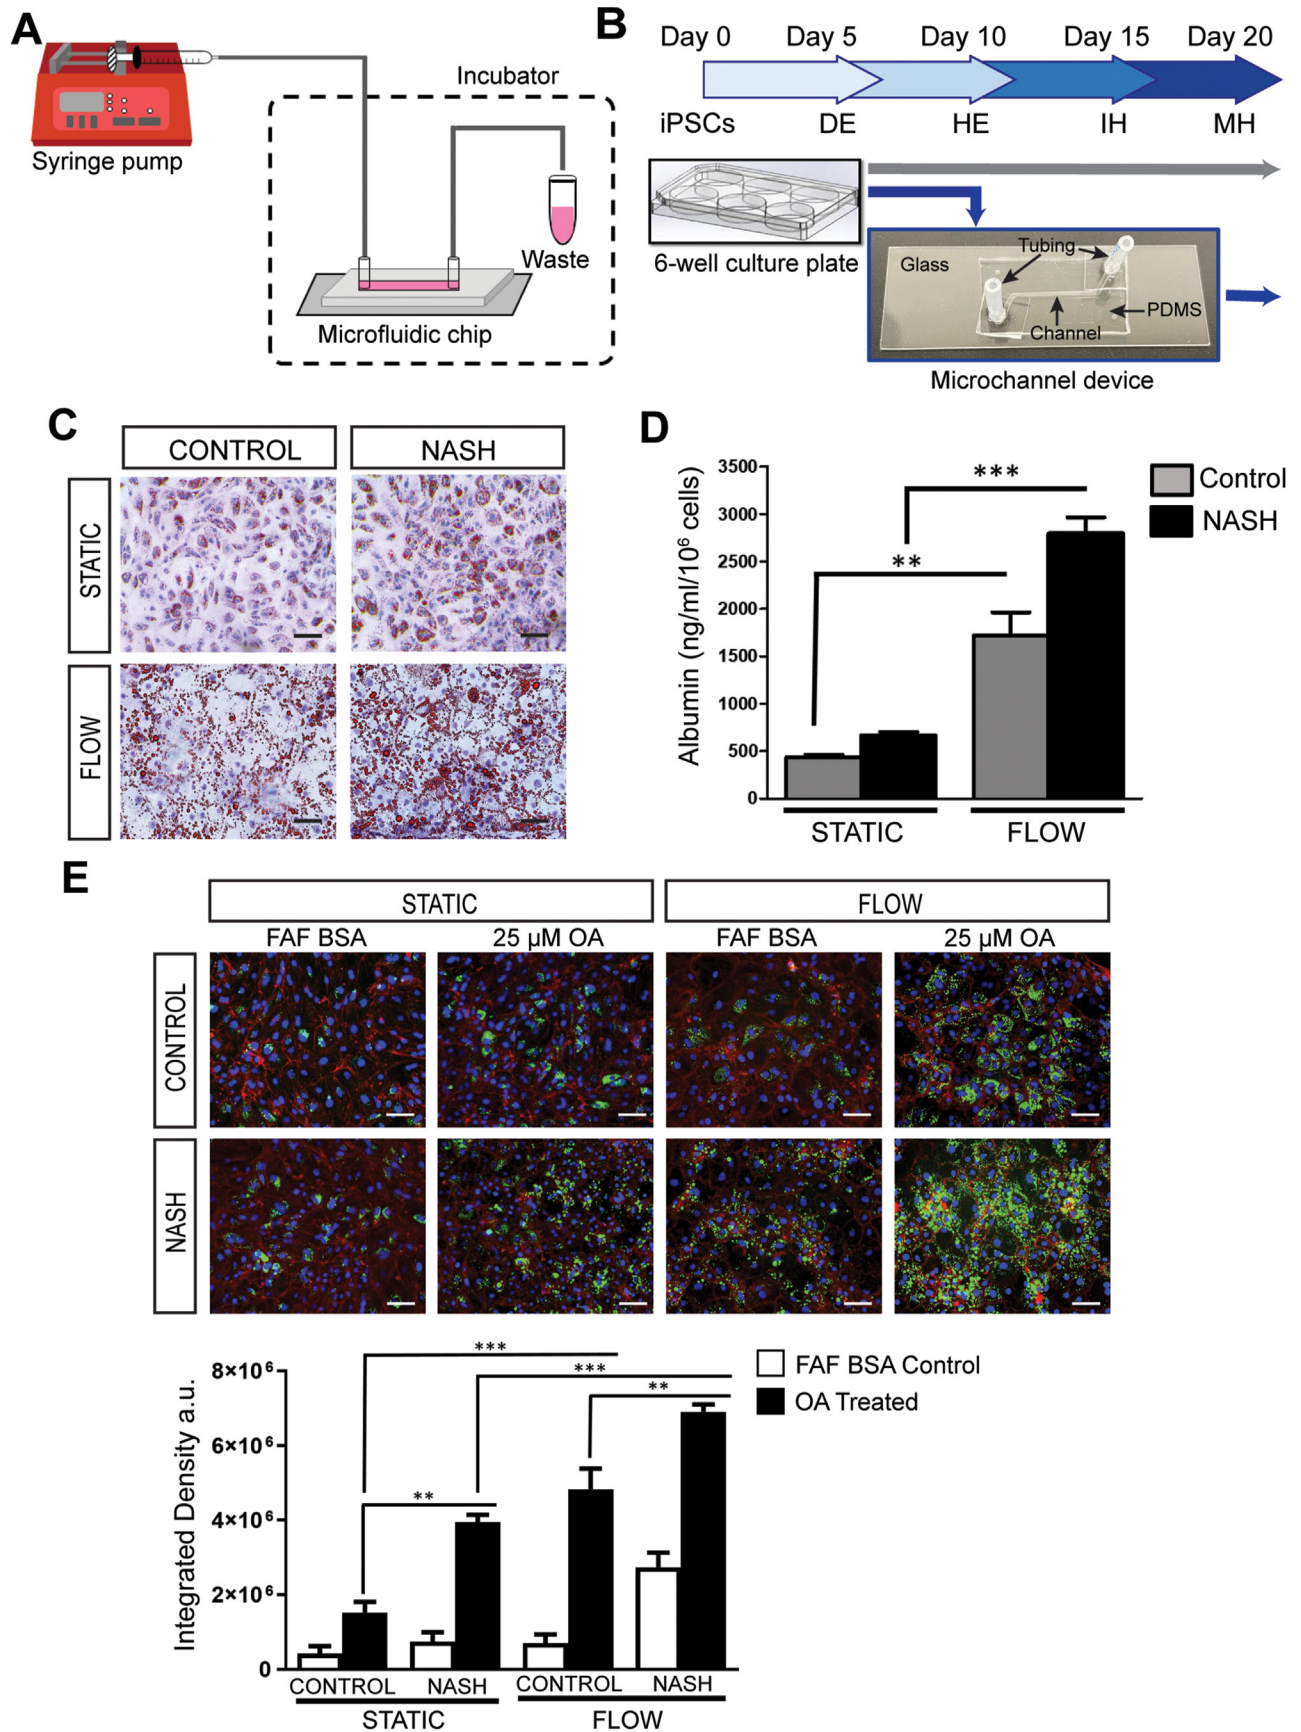 A
Incubator
Syringe pump
Waste
Microfluidic chip
B
Day 0 Day 5 Day 10 Day 15 Day 20
iPSCs DE HE IH MH
6-well culture plate
Glass
Tubing
PDMS
Channel
Microchannel device
C
CONTROL NASH
STATIC
FLOW
D
Albumin (ng/ml/10⁶ cells)
3500
3000
2500
2000
1500
1000
500
0
***
**
Control
NASH
STATIC FLOW
E
STATIC FLOW
FAF BSA 25 µM OA FAF BSA 25 µM OA
CONTROL
NASH
Integrated Density a.u.
8×10⁶
6×10⁶
4×10⁶
2×10⁶
0
***
***
**
**
FAF BSA Control
OA Treated
CONTROL NASH CONTROL NASH
STATIC FLOW